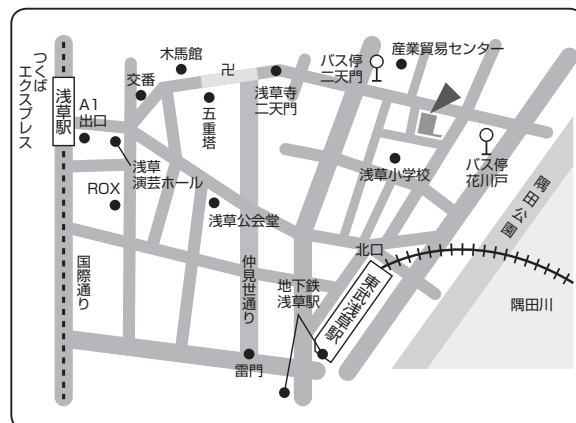 つくば
エクスプレス
浅草駅
A1
出口
交番
木馬館
卍
五重塔
浅草寺
二天門
バス停
二天門
産業貿易センター
浅草
演芸ホール
ROX
浅草公会堂
浅草小学校
バス停
花川戸
隅田公園
国際通り
仲見世通り
地下鉄
浅草駅
北口
東武浅草駅
隅田川
雷門